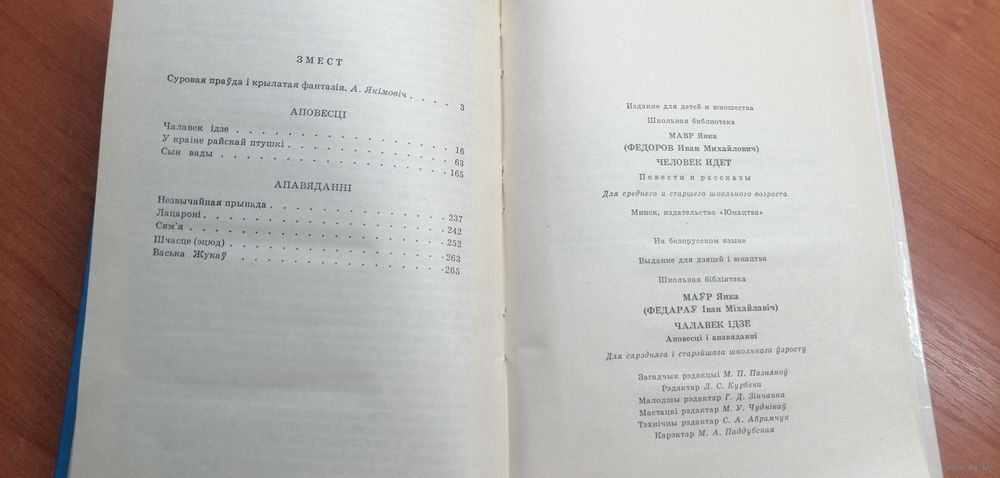 ЗМЕСТ
Суровая праўда і крылатая фантазія. А. Якімовіч . . . . 3
АПОВЕСЦІ
Чалавек ідзе . . . . . . . . . . 16
У краіне райскай птушкі . . . . . . . . . . 63
Сын вады . . . . . . . . . . 165
АПАВЯДАННІ
Незвычайная прынада . . . . . . . . . . 237
Лацароні . . . . . . . . . . 242
Сям'я . . . . . . . . . . 252
Шчасце (эцюд) . . . . . . . . . . 263
Васька Жукаў . . . . . . . . . . 265
Издание для детей и юношества
Школьная библиотека
МАВР Янка
(ФЕДОРОВ Иван Михайлович)
ЧЕЛОВЕК ИДЕТ
Повести и рассказы
Для среднего и старшего школьного возраста
Минск, издательство «Юнацтва»
На белорусском языке
Выданне для дзяцей і юнацтва
Школьная бібліятэка
МАЎР Янка
(ФЕДАРАЎ Іван Міхайлавіч)
ЧАЛАВЕК ІДЗЕ
Аповесці і апавяданні
Для сярэдняга і старэйшага школьнага ўзросту
Загадчык рэдакцыі М. П. Пазнякоў
Рэдактар Л. С. Курбека
Малодшы рэдактар Г. Д. Зінчанка
Мастацкі рэдактар М. У. Чуднікаў
Тэхнічны рэдактар С. А. Абрамчук
Карэктар М. А. Паддубская